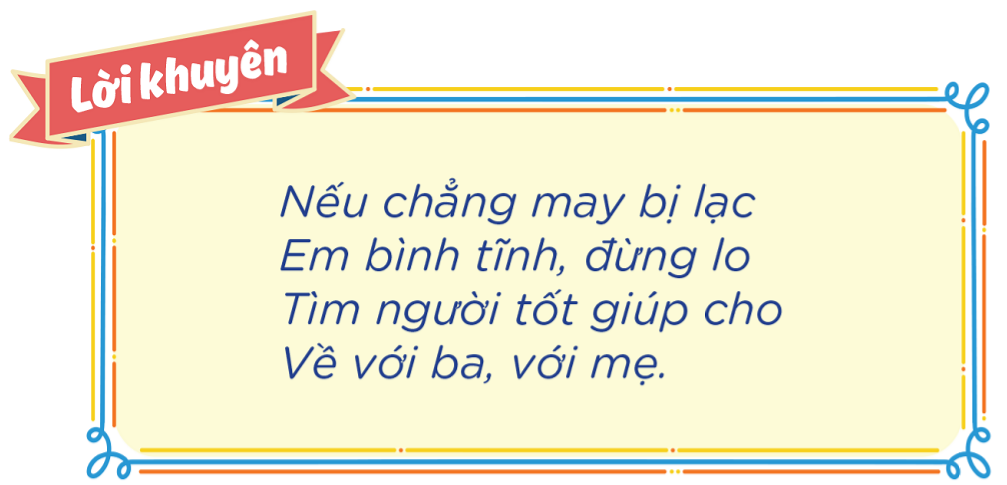 Lời khuyên
Nếu chẳng may bị lạc
Em bình tĩnh, đừng lo
Tìm người tốt giúp cho
Về với ba, với mẹ.